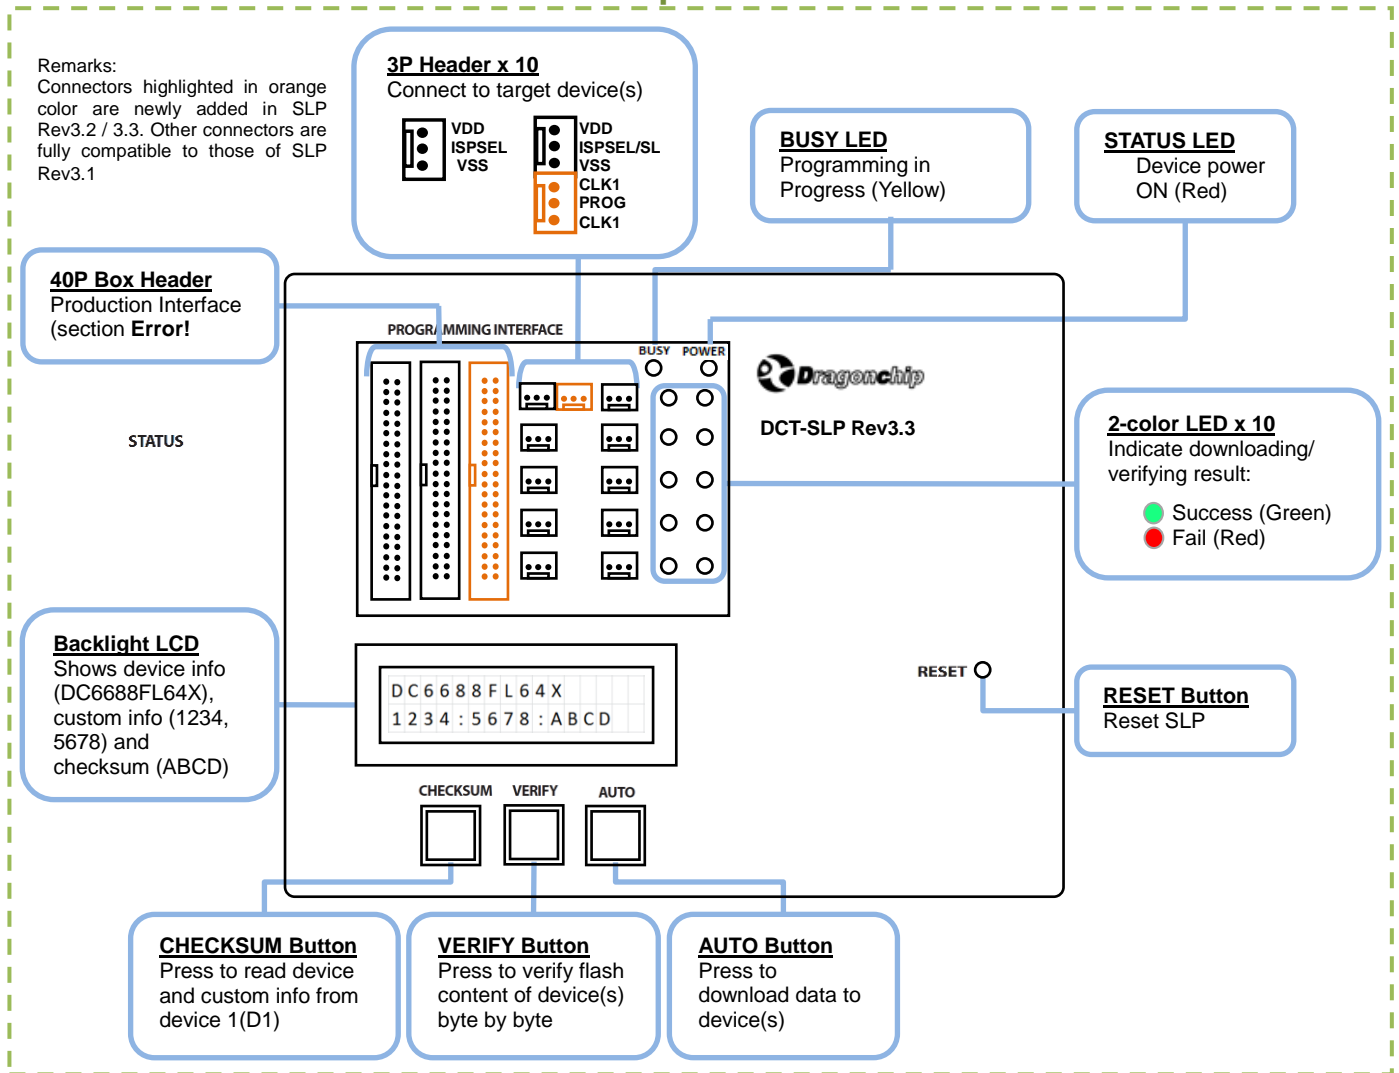 Remarks:
Connectors highlighted in orange
color are newly added in SLP
Rev3.2 / 3.3. Other connectors are
fully compatible to those of SLP
Rev3.1
3P Header x 10
Connect to target device(s)
VDD
ISPSEL
VSS
VDD
ISPSEL/SL
VSS
CLK1
PROG
CLK1
BUSY LED
Programming in
Progress (Yellow)
STATUS LED
Device power
ON (Red)
40P Box Header
Production Interface
(section Error!
PROGRAMMING INTERFACE
BUSY POWER
Dragonchip
DCT-SLP Rev3.3
STATUS
2-color LED x 10
Indicate downloading/
verifying result:
Success (Green)
Fail (Red)
Backlight LCD
Shows device info
(DC6688FL64X),
custom info (1234,
5678) and
checksum (ABCD)
DC6688FL64X
1234:5678:ABCD
RESET
RESET Button
Reset SLP
CHECKSUM VERIFY AUTO
CHECKSUM Button
Press to read device
and custom info from
device 1(D1)
VERIFY Button
Press to verify flash
content of device(s)
byte by byte
AUTO Button
Press to
download data to
device(s)